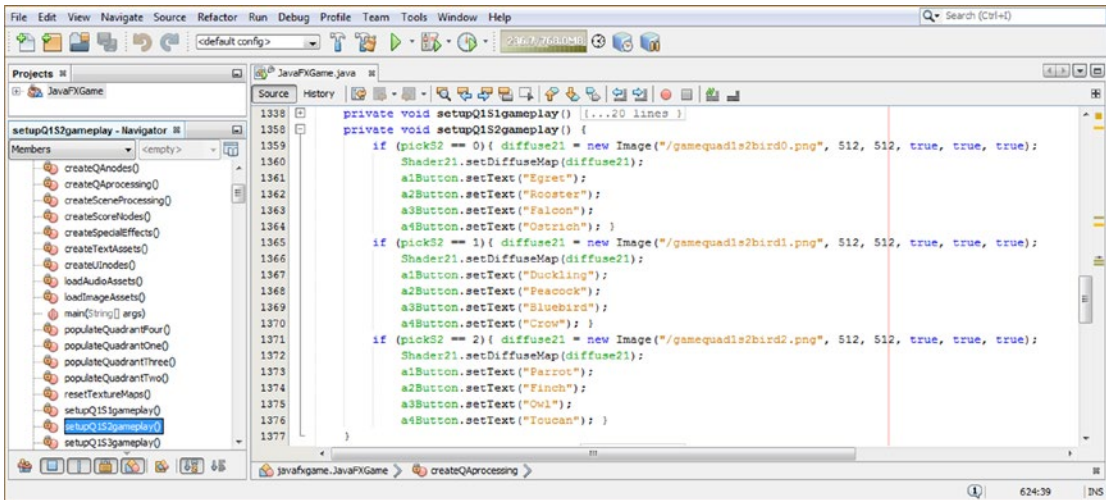 File Edit View Navigate Source Refactor Run Debug Profile Team Tools Window Help
Search (Ctrl+I)
<default config>
Projects
JavaFXGame
setupQ1S2gameplay - Navigator
Members
<empty>
createQAnodes()
createQAprocessing()
createSceneProcessing()
createScoreNodes()
createSpecialEffects()
createTextAssets()
createUInodes()
loadAudioAssets()
loadImageAssets()
main(String[] args)
populateQuadrantFour()
populateQuadrantOne()
populateQuadrantThree()
populateQuadrantTwo()
resetTextureMaps()
setupQ1S1gameplay()
setupQ1S2gameplay()
setupQ1S3gameplay()
JavaFXGame.java
Source History
1338 private void setupQ1S1gameplay() {...20 lines }
1358 private void setupQ1S2gameplay() {
1359 if (pickS2 == 0){ diffuse21 = new Image("/gamequad1s2bird0.png", 512, 512, true, true, true);
1360 Shader21.setDiffuseMap(diffuse21);
1361 a1Button.setText("Egret");
1362 a2Button.setText("Rooster");
1363 a3Button.setText("Falcon");
1364 a4Button.setText("Ostrich"); }
1365 if (pickS2 == 1){ diffuse21 = new Image("/gamequad1s2bird1.png", 512, 512, true, true, true);
1366 Shader21.setDiffuseMap(diffuse21);
1367 a1Button.setText("Duckling");
1368 a2Button.setText("Peacock");
1369 a3Button.setText("Bluebird");
1370 a4Button.setText("Crow"); }
1371 if (pickS2 == 2){ diffuse21 = new Image("/gamequad1s2bird2.png", 512, 512, true, true, true);
1372 Shader21.setDiffuseMap(diffuse21);
1373 a1Button.setText("Parrot");
1374 a2Button.setText("Finch");
1375 a3Button.setText("Owl");
1376 a4Button.setText("Toucan"); }
1377 }
javafxgame.JavaFXGame
createQAprocessing
624:39
INS